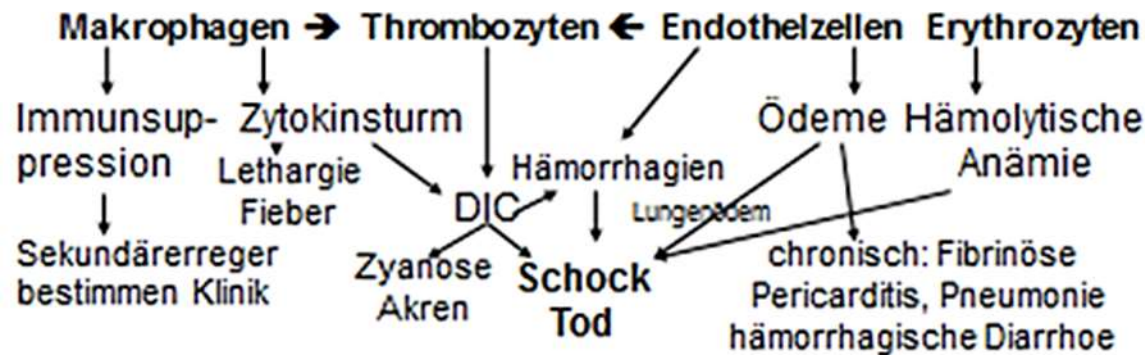 Makrophagen → Thrombozyten ← Endothelzellen Erythrozyten
Immunsup-
pression
Zytokinsturm
Ödeme
Hämolytische
Anämie
Lethargie
Fieber
Hämorrhagien
DIC
Lungenödem
Sekundärerreger
bestimmen Klinik
Zyanose
Akren
Schock
Tod
chronisch: Fibrinöse
Pericarditis, Pneumonie
hämorrhagische Diarrhoe